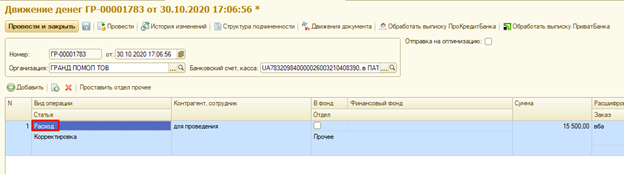 Движение денег ГР-00001783 от 30.10.2020 17:06:56 *
Провести и закрыть Провести История изменений Структура подчиненности Движения документа Обработать выписку ПроКредитБанка Обработать выписку ПриватБанка
Отправка на оптимизацию:
Номер: ГР-00001783 от: 30.10.2020 17:06:56
Организация: ГРАНД ПОМОП ТОВ ... Банковский счет, касса: в ПАТ ...
Добавить Проставить отдел прочее
N Вид операции Контрагент, сотрудник В фонд Финансовый фонд Сумма Расшифро
Статья Отдел Заказ
1 Расход для проведения 15 500,00 вба
Корректировка Прочее